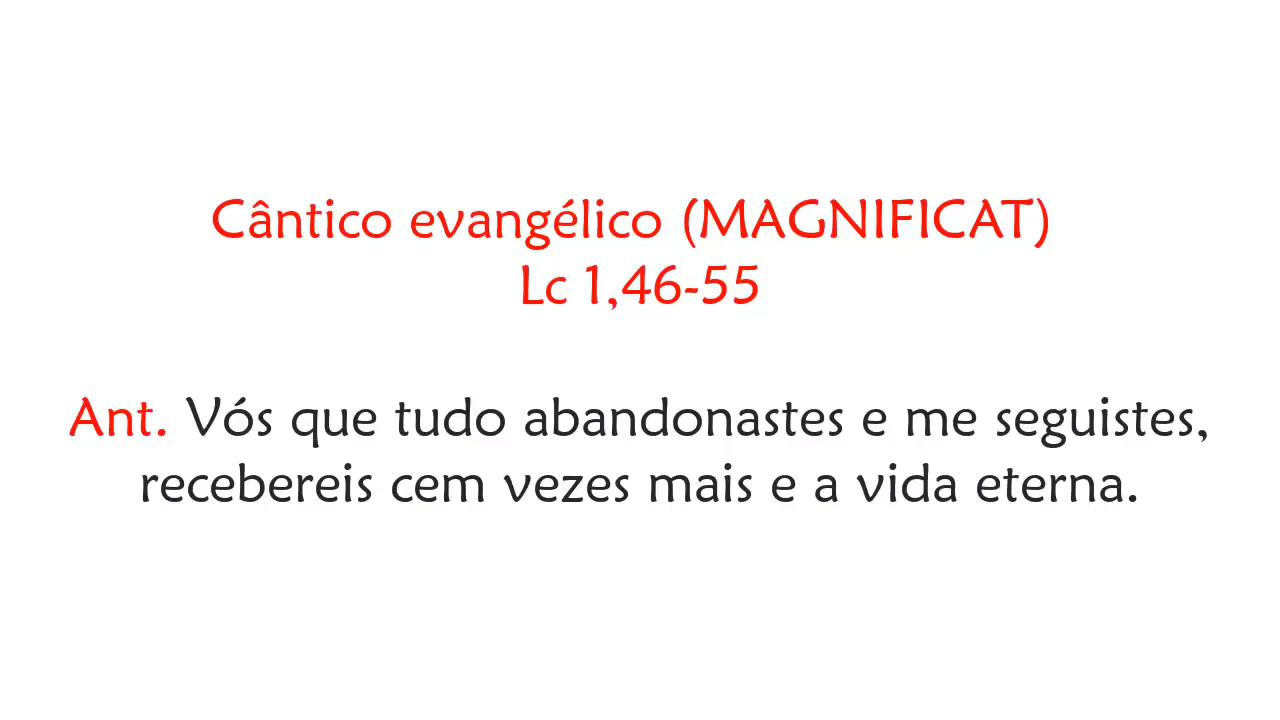 Cântico evangélico (MAGNIFICAT)
Lc 1,46-55
Ant. Vós que tudo abandonastes e me seguistes,
recebereis cem vezes mais e a vida eterna.